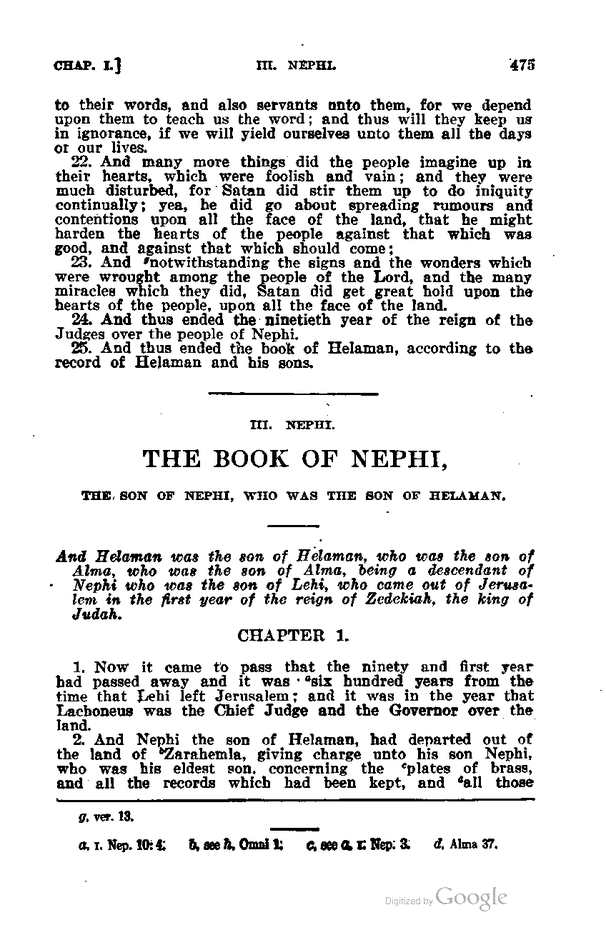 CHAP. I.] III. NEPHI. 475
to their words, and also servants unto them, for we depend
upon them to teach us the word; and thus will they keep us
in ignorance, if we will yield ourselves unto them all the days
of our lives.
22. And many more things did the people imagine up in
their hearts, which were foolish and vain; and they were
much disturbed, for Satan did stir them up to do iniquity
continually; yea, he did go about spreading rumours and
contentions upon all the face of the land, that he might
harden the hearts of the people against that which was
good, and against that which should come;
23. And ᵍnotwithstanding the signs and the wonders which
were wrought among the people of the Lord, and the many
miracles which they did, Satan did get great hold upon the
hearts of the people, upon all the face of the land.
24. And thus ended the ninetieth year of the reign of the
Judges over the people of Nephi.
25. And thus ended the book of Helaman, according to the
record of Helaman and his sons.
III. NEPHI.
THE BOOK OF NEPHI,
THE SON OF NEPHI, WHO WAS THE SON OF HELAMAN.
And Helaman was the son of Helaman, who was the son of
Alma, who was the son of Alma, being a descendant of
Nephi who was the son of Lehi, who came out of Jerusa-
lem in the first year of the reign of Zedekiah, the king of
Judah.
CHAPTER 1.
1. Now it came to pass that the ninety and first year
had passed away and it was ᵃsix hundred years from the
time that Lehi left Jerusalem; and it was in the year that
Lachoneus was the Chief Judge and the Governor over the
land.
2. And Nephi the son of Helaman, had departed out of
the land of ᵇZarahemla, giving charge unto his son Nephi,
who was his eldest son, concerning the ᶜplates of brass,
and all the records which had been kept, and ᵈall those
g, ver. 13.
a, I. Nep. 10:4; b, see h, Omni 1; c, see a, I. Nep. 3. d, Alma 37.
Digitized by Google